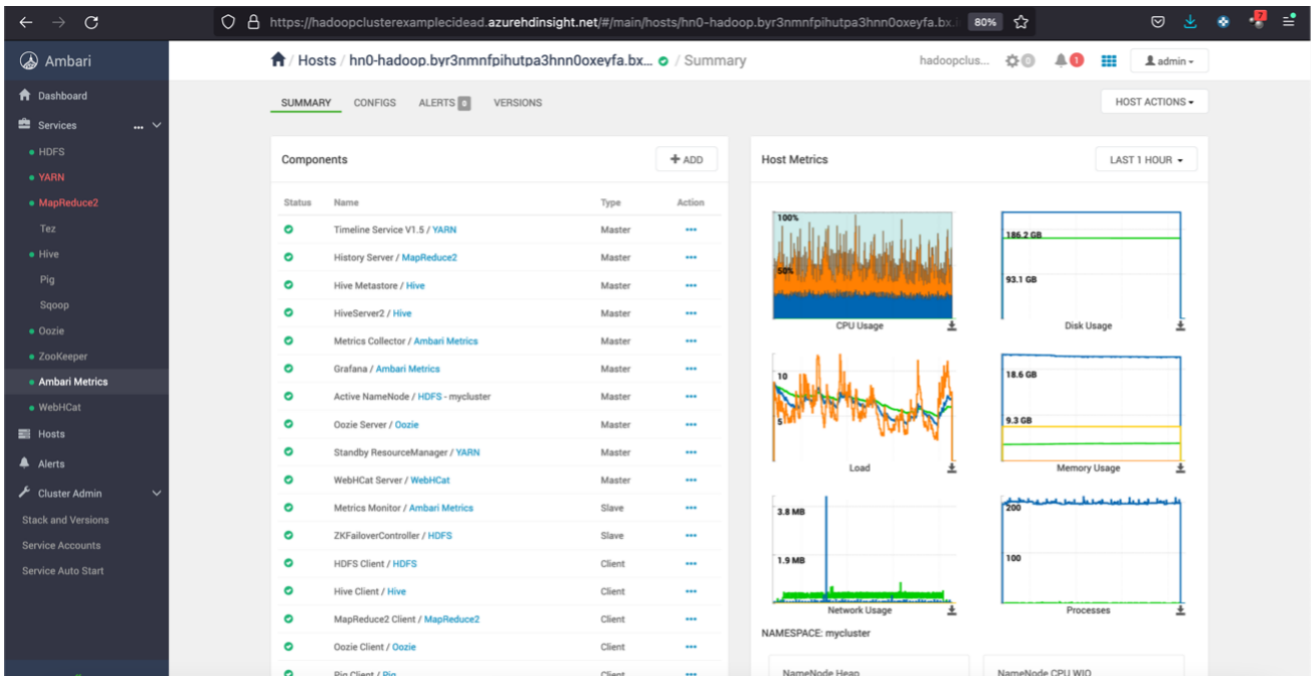 https://hadoopclusterexamplecidead.azurehdinsight.net/#/main/hosts/hn0-hadoop.byr3nmnfpihutpa3hnn0oxeyfa.bx.i 80%
7
Ambari
Dashboard
Services ...
HDFS
YARN
MapReduce2
Tez
Hive
Pig
Sqoop
Oozie
ZooKeeper
Ambari Metrics
WebHCat
Hosts
Alerts
Cluster Admin
Stack and Versions
Service Accounts
Service Auto Start
/ Hosts / hn0-hadoop.byr3nmnfpihutpa3hnn0oxeyfa.bx... / Summary
hadoopclus... 0 1 admin
SUMMARY CONFIGS ALERTS 0 VERSIONS
HOST ACTIONS
Components + ADD
Status Name Type Action
Timeline Service V1.5 / YARN Master ...
History Server / MapReduce2 Master ...
Hive Metastore / Hive Master ...
HiveServer2 / Hive Master ...
Metrics Collector / Ambari Metrics Master ...
Grafana / Ambari Metrics Master ...
Active NameNode / HDFS - mycluster Master ...
Oozie Server / Oozie Master ...
Standby ResourceManager / YARN Master ...
WebHCat Server / WebHCat Master ...
Metrics Monitor / Ambari Metrics Slave ...
ZKFailoverController / HDFS Slave ...
HDFS Client / HDFS Client ...
Hive Client / Hive Client ...
MapReduce2 Client / MapReduce2 Client ...
Oozie Client / Oozie Client ...
Pig Client / Pig Client ...
Host Metrics LAST 1 HOUR
100%
50%
CPU Usage
186.2 GB
93.1 GB
Disk Usage
10
5
Load
18.6 GB
9.3 GB
Memory Usage
3.8 MB
1.9 MB
Network Usage
200
100
Processes
NAMESPACE: mycluster
NameNode Heap
NameNode CPU WIO